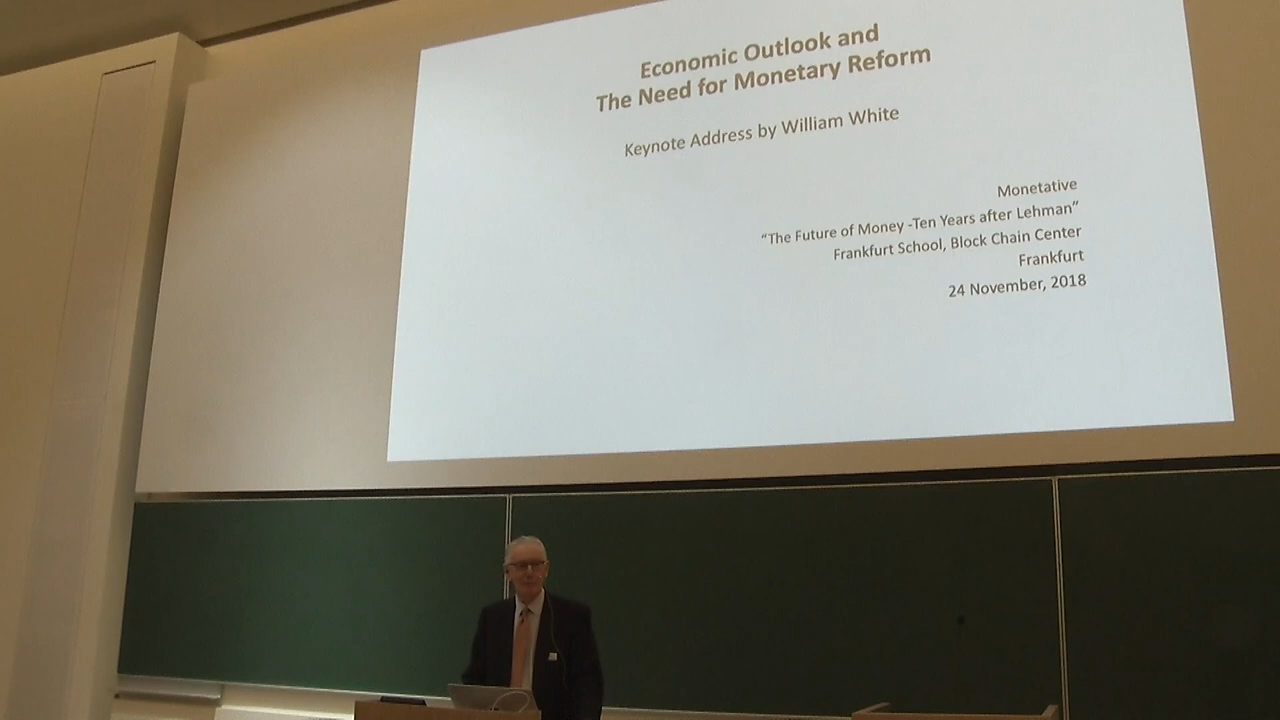 Economic Outlook and
The Need for Monetary Reform
Keynote Address by William White
Monetative
“The Future of Money -Ten Years after Lehman”
Frankfurt School, Block Chain Center
Frankfurt
24 November, 2018